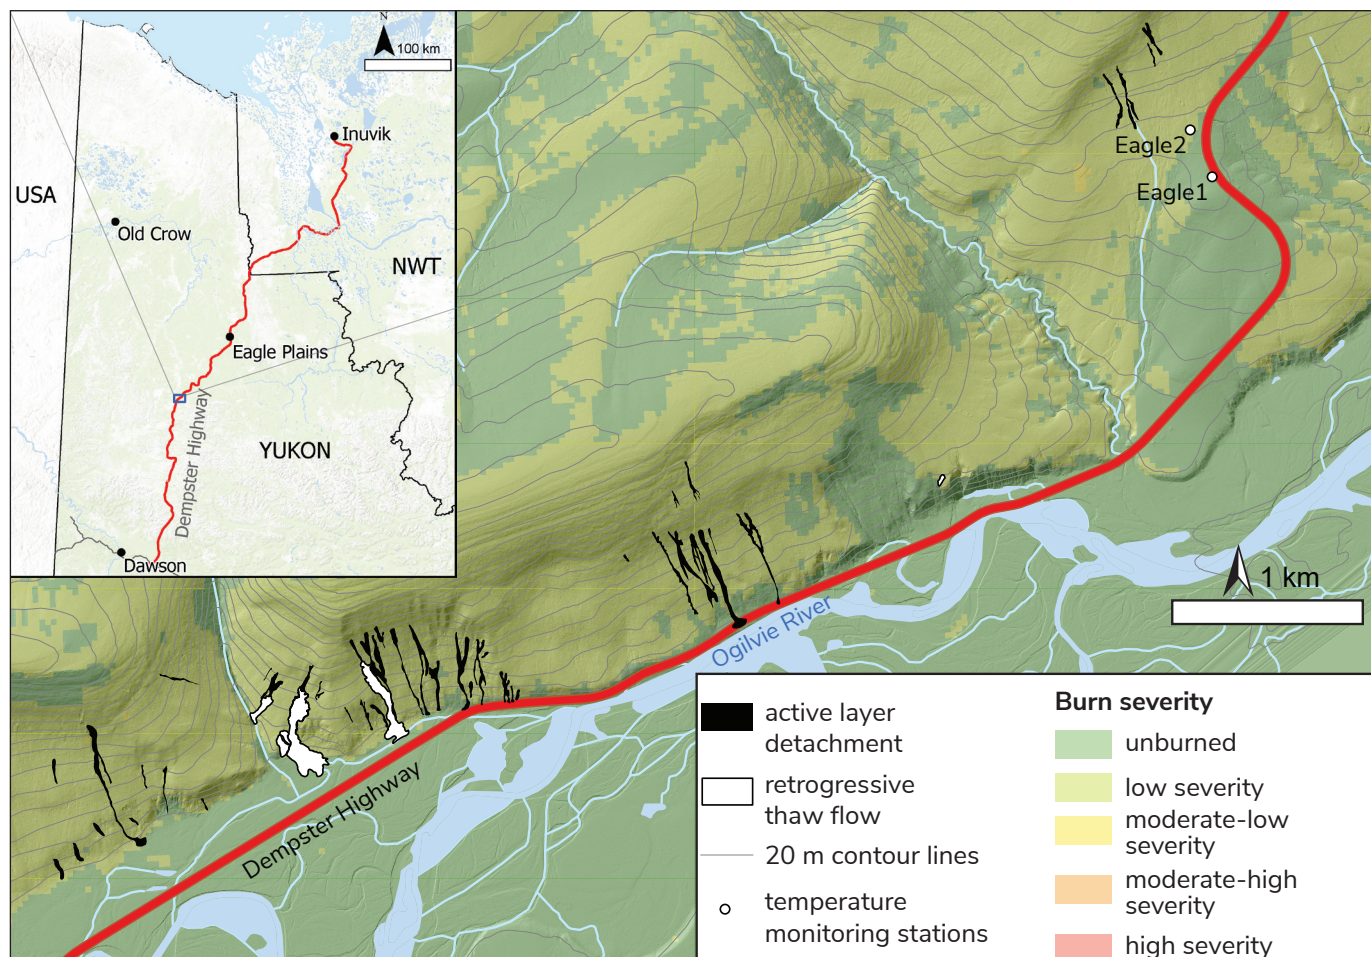 N
100 km
Inuvik
USA
Old Crow
NWT
Eagle Plains
Dempster Highway
YUKON
Dawson
Eagle2
Eagle1
1 km
Ogilvie River
Dempster Highway
active layer
detachment
retrogressive
thaw flow
20 m contour lines
temperature
monitoring stations
Burn severity
unburned
low severity
moderate-low
severity
moderate-high
severity
high severity